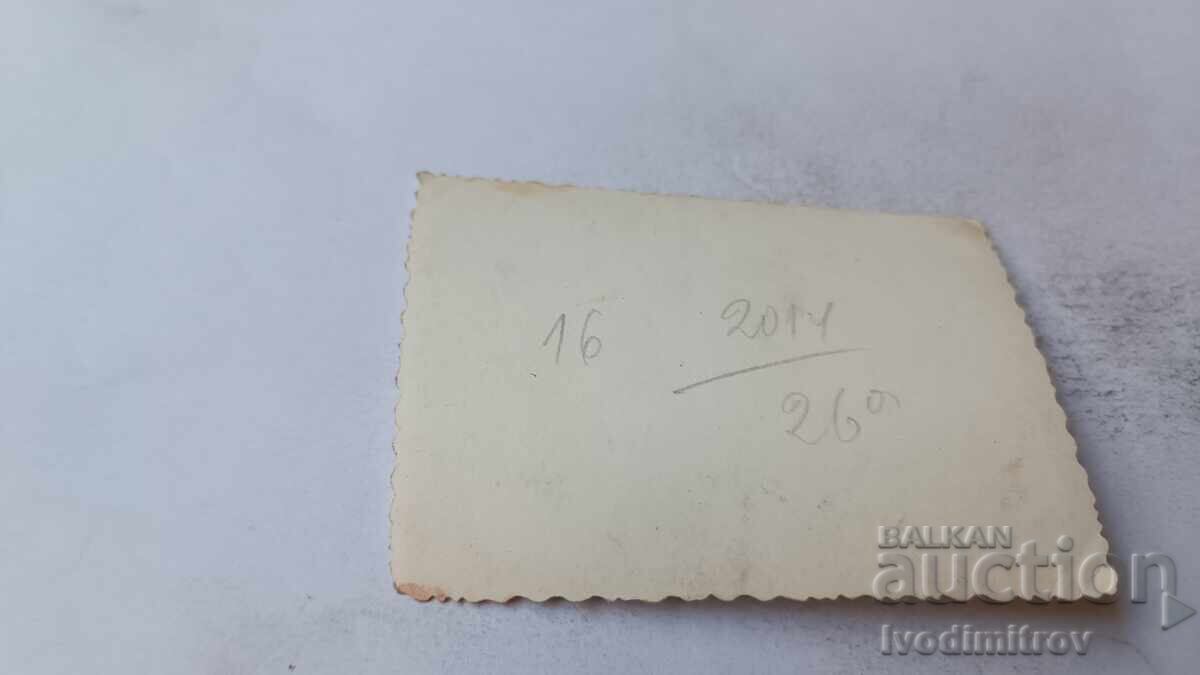 16 2014
26
BALKAN
auction
Ivodimitrov